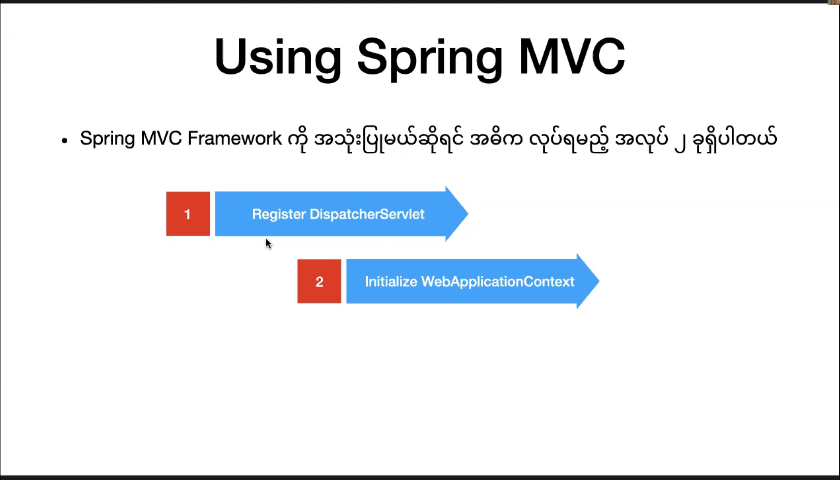 Using Spring MVC
• Spring MVC Framework ကို အသုံးပြုမယ်ဆိုရင် အဓိက လုပ်ရမည့် အလုပ် ၂ ခုရှိပါတယ်
1 Register DispatcherServlet
2 Initialize WebApplicationContext